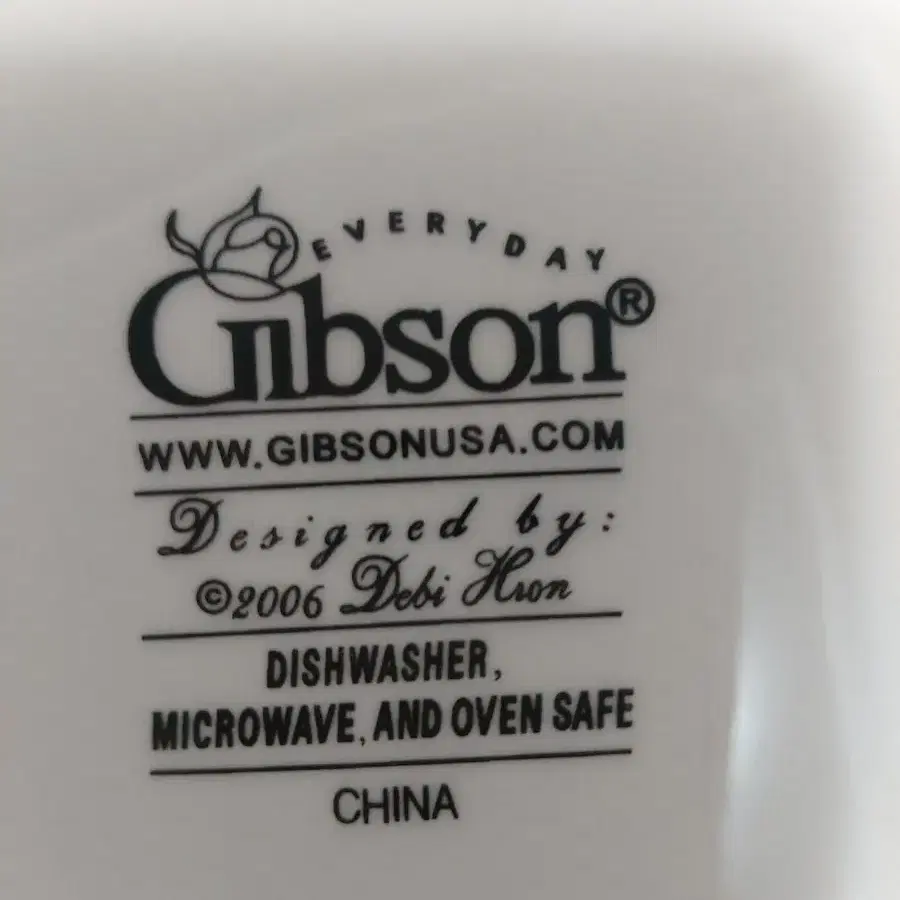 EVERYDAY
Gibson®
WWW.GIBSONUSA.COM
Designed by:
©2006 Debi Hron
DISHWASHER,
MICROWAVE, AND OVEN SAFE
CHINA